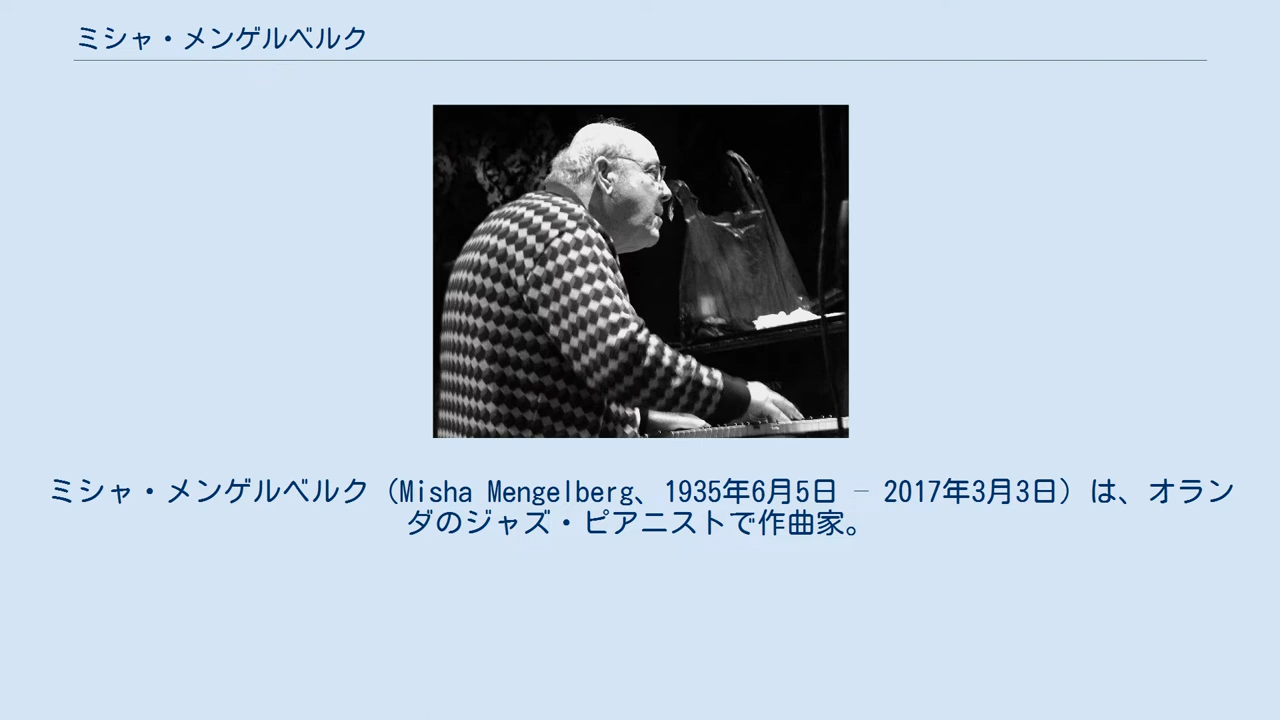 ミシャ・メンゲルベルク
ミシャ・メンゲルベルク（Misha Mengelberg、1935年6月5日 – 2017年3月3日）は、オラン
ダのジャズ・ピアニストで作曲家。